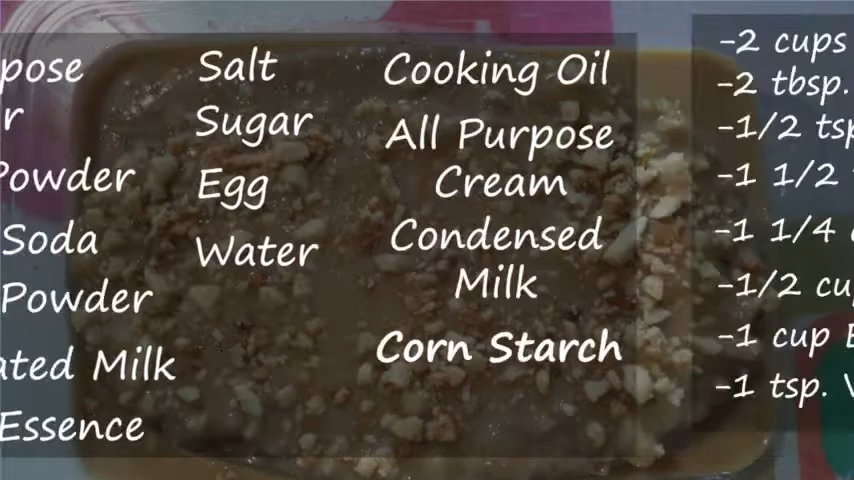 pose
r
Powder
Soda
Powder
ated Milk
Essence
Salt
Sugar
Egg
Water
Cooking Oil
All Purpose
Cream
Condensed
Milk
Corn Starch
-2 cups
-2 tbsp.
-1/2 tsp
-1 1/2
-1 1/4
-1/2 cu
-1 cup E
-1 tsp. V